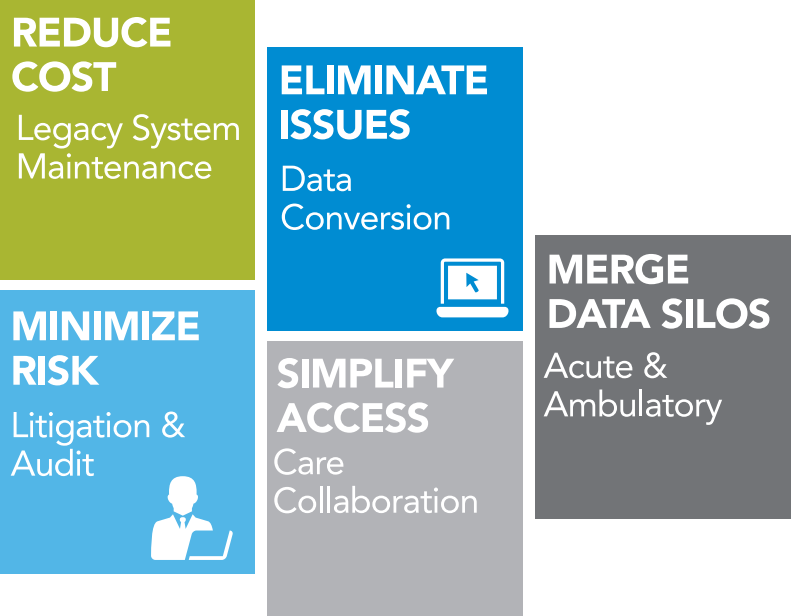 REDUCE
COST
Legacy System
Maintenance
MINIMIZE
RISK
Litigation &
Audit
ELIMINATE
ISSUES
Data
Conversion
SIMPLIFY
ACCESS
Care
Collaboration
MERGE
DATA SILOS
Acute &
Ambulatory